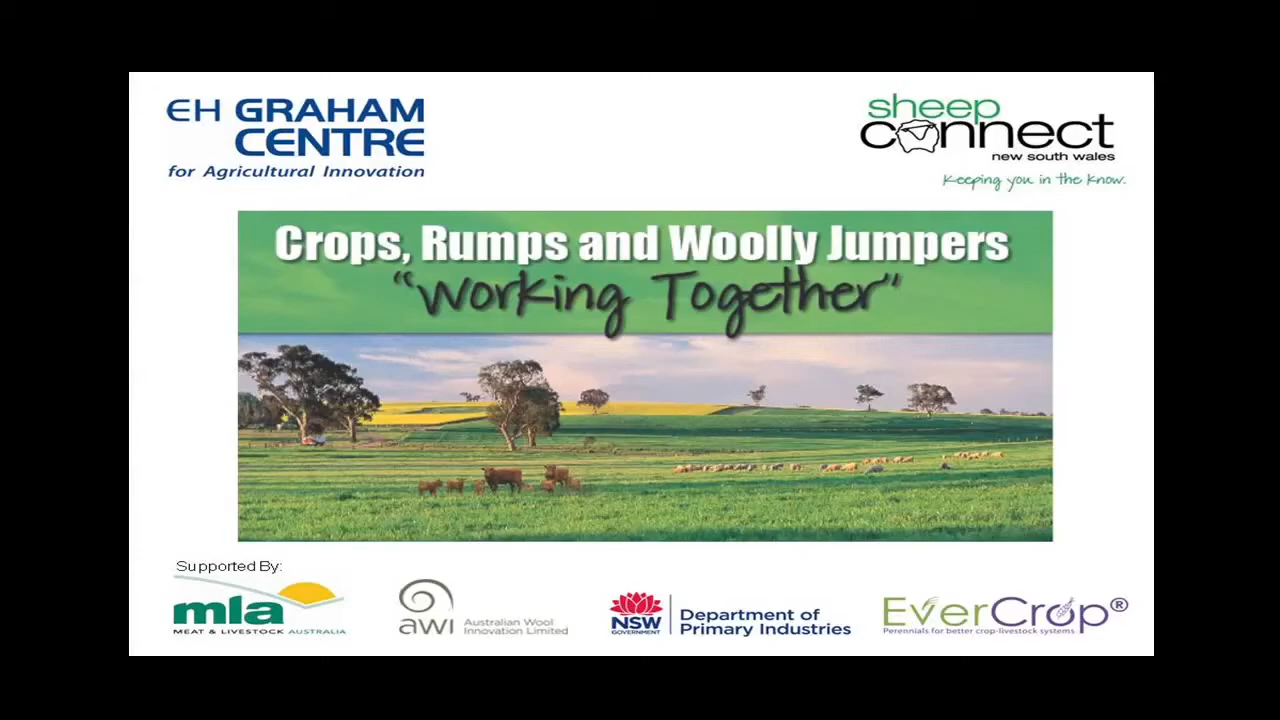 EH GRAHAM
CENTRE
for Agricultural Innovation
sheep
connect
new south wales
Keeping you in the know.
Crops, Rumps and Woolly Jumpers
"Working Together"
Supported By:
mla
MEAT & LIVESTOCK AUSTRALIA
awi
Australian Wool
Innovation Limited
NSW
GOVERNMENT
Department of
Primary Industries
EverCrop®
Perennials for better crop-livestock systems